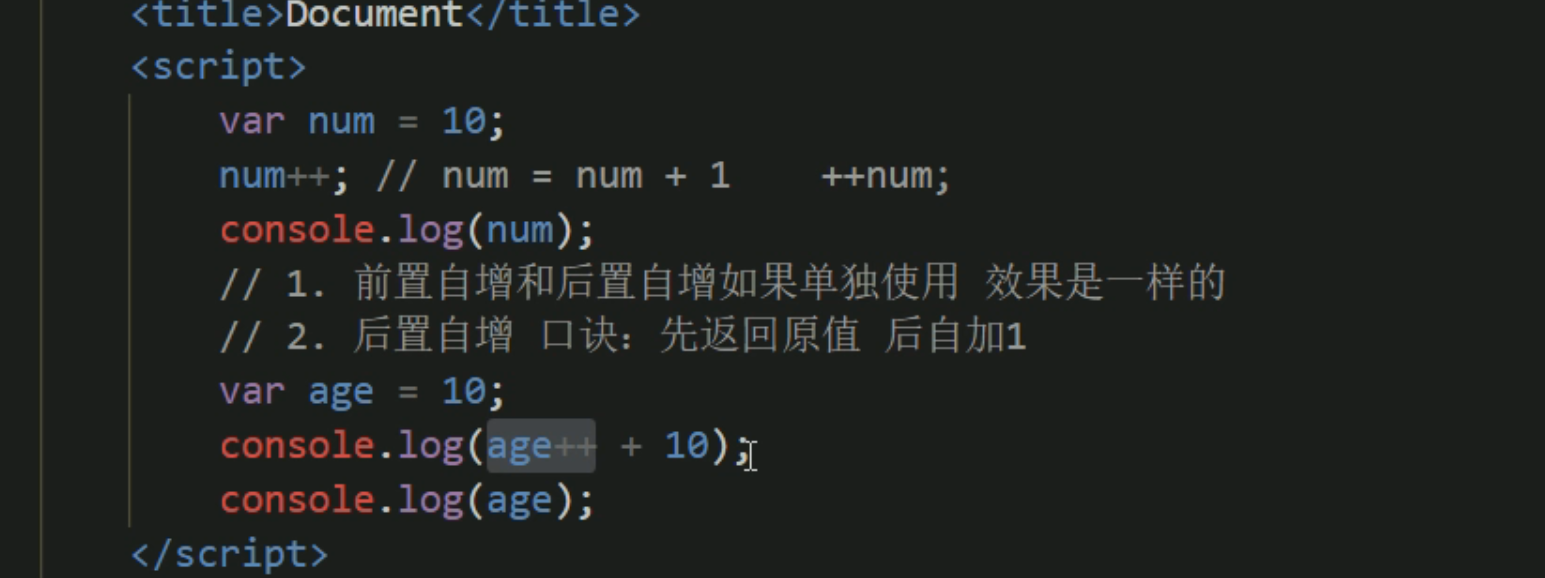 <title>Document</title>
<script>
var num = 10;
num++; // num = num + 1    ++num;
console.log(num);
// 1. 前置自增和后置自增如果单独使用 效果是一样的
// 2. 后置自增 口诀：先返回原值 后自加1
var age = 10;
console.log(age++ + 10);
console.log(age);
</script>